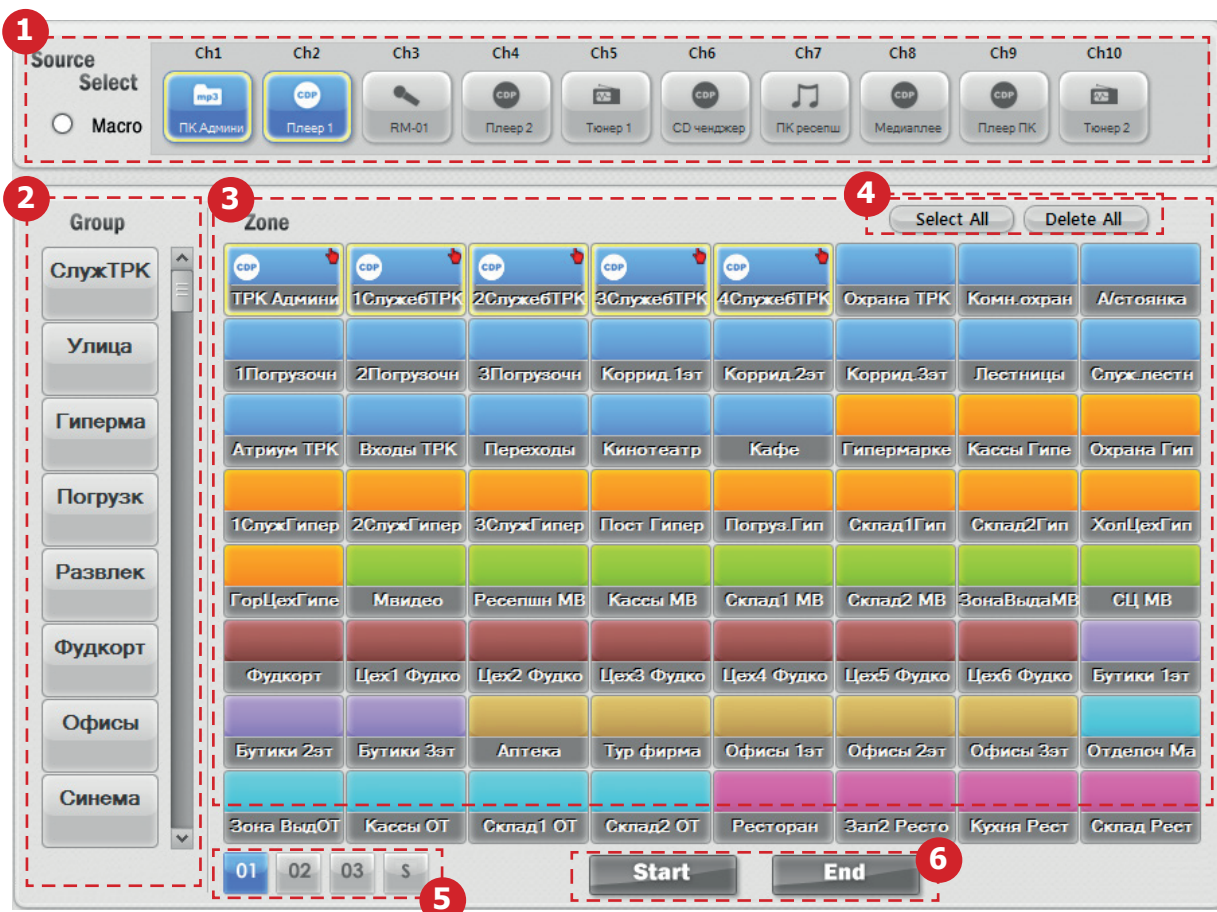 1
Source
Select
Macro
Ch1 Ch2 Ch3 Ch4 Ch5 Ch6 Ch7 Ch8 Ch9 Ch10
mp3 CDP CDP CDP CDP CDP
ПК Админи Плеер 1 RM-01 Плеер 2 Тюнер 1 CD ченджер ПК ресепш Медиаплее Плеер ПК Тюнер 2
2
Group
СлужТРК
Улица
Гиперма
Погрузк
Развлек
Фудкорт
Офисы
Синема
3
Zone
4
Select All Delete All
CDP CDP CDP CDP CDP
ТРК Админи 1СлужебТРК 2СлужебТРК 3СлужебТРК 4СлужебТРК Охрана ТРК Комн.охран А/стоянка
1Погрузочн 2Погрузочн 3Погрузочн Коррид.1эт Коррид.2эт Коррид.3эт Лестницы Служ.лестн
Атриум ТРК Входы ТРК Переходы Кинотеатр Кафе Гипермарке Кассы Гипе Охрана Гип
1СлужГипер 2СлужГипер 3СлужГипер Пост Гипер Погруз.Гип Склад1Гип Склад2Гип ХолЦехГип
ГорЦехГипе Мвидео Ресепшн МВ Кассы МВ Склад1 МВ Склад2 МВ ЗонаВыдаМВ СЦ МВ
Фудкорт Цех1 Фудко Цех2 Фудко Цех3 Фудко Цех4 Фудко Цех5 Фудко Цех6 Фудко Бутики 1эт
Бутики 2эт Бутики 3эт Аптека Тур фирма Офисы 1эт Офисы 2эт Офисы 3эт Отделоч Ма
Зона ВыдОТ Кассы ОТ Склад1 ОТ Склад2 ОТ Ресторан Зал2 Ресто Кухня Рест Склад Рест
01 02 03 S
5
Start End
6